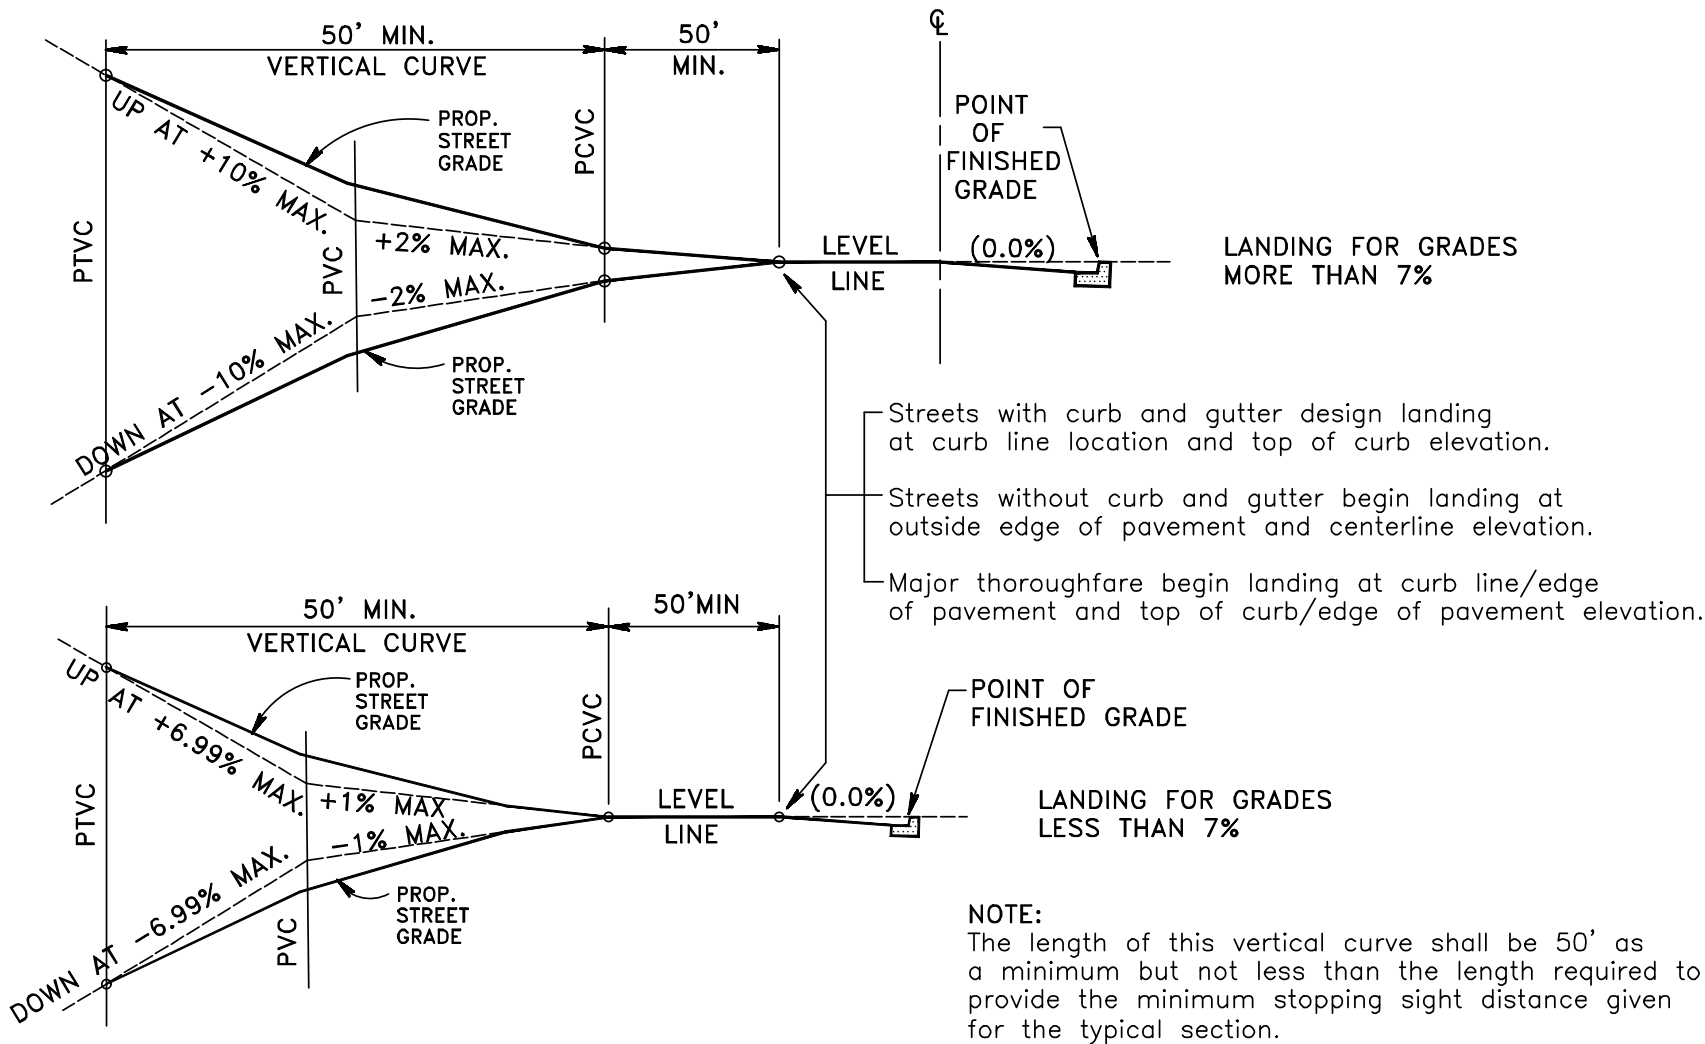 50' MIN.
VERTICAL CURVE
50'
MIN.
℄
UP AT +10% MAX.
PROP.
STREET
GRADE
PTVC
PVC
PCVC
+2% MAX.
-2% MAX.
DOWN AT -10% MAX.
PROP.
STREET
GRADE
LEVEL
LINE
(0.0%)
POINT
OF
FINISHED
GRADE
LANDING FOR GRADES
MORE THAN 7%
Streets with curb and gutter design landing
at curb line location and top of curb elevation.
Streets without curb and gutter begin landing at
outside edge of pavement and centerline elevation.
Major thoroughfare begin landing at curb line/edge
of pavement and top of curb/edge of pavement elevation.
50' MIN.
VERTICAL CURVE
50'MIN
UP AT +6.99% MAX.
PROP.
STREET
GRADE
PTVC
PVC
PCVC
+1% MAX
-1% MAX.
DOWN AT -6.99% MAX.
PROP.
STREET
GRADE
LEVEL
LINE
(0.0%)
POINT OF
FINISHED GRADE
LANDING FOR GRADES
LESS THAN 7%
NOTE:
The length of this vertical curve shall be 50' as
a minimum but not less than the length required to
provide the minimum stopping sight distance given
for the typical section.